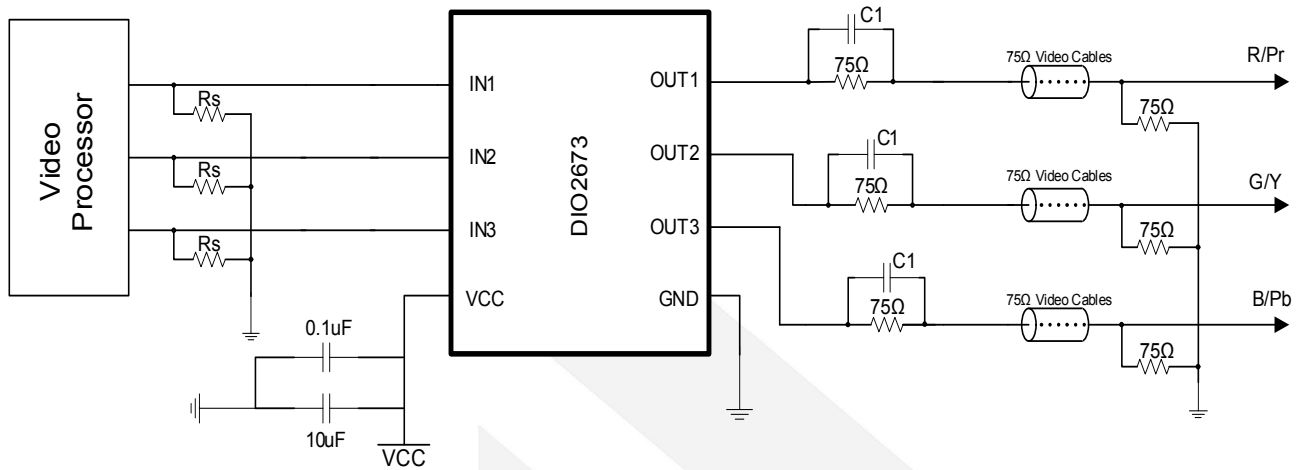 C1
75Ω
75Ω Video Cables
R/Pr
75Ω
Video Processor
Rs
Rs
Rs
IN1
IN2
IN3
VCC
DIO2673
OUT1
OUT2
OUT3
GND
C1
75Ω
75Ω Video Cables
G/Y
75Ω
C1
75Ω
75Ω Video Cables
B/Pb
75Ω
0.1uF
10uF
VCC